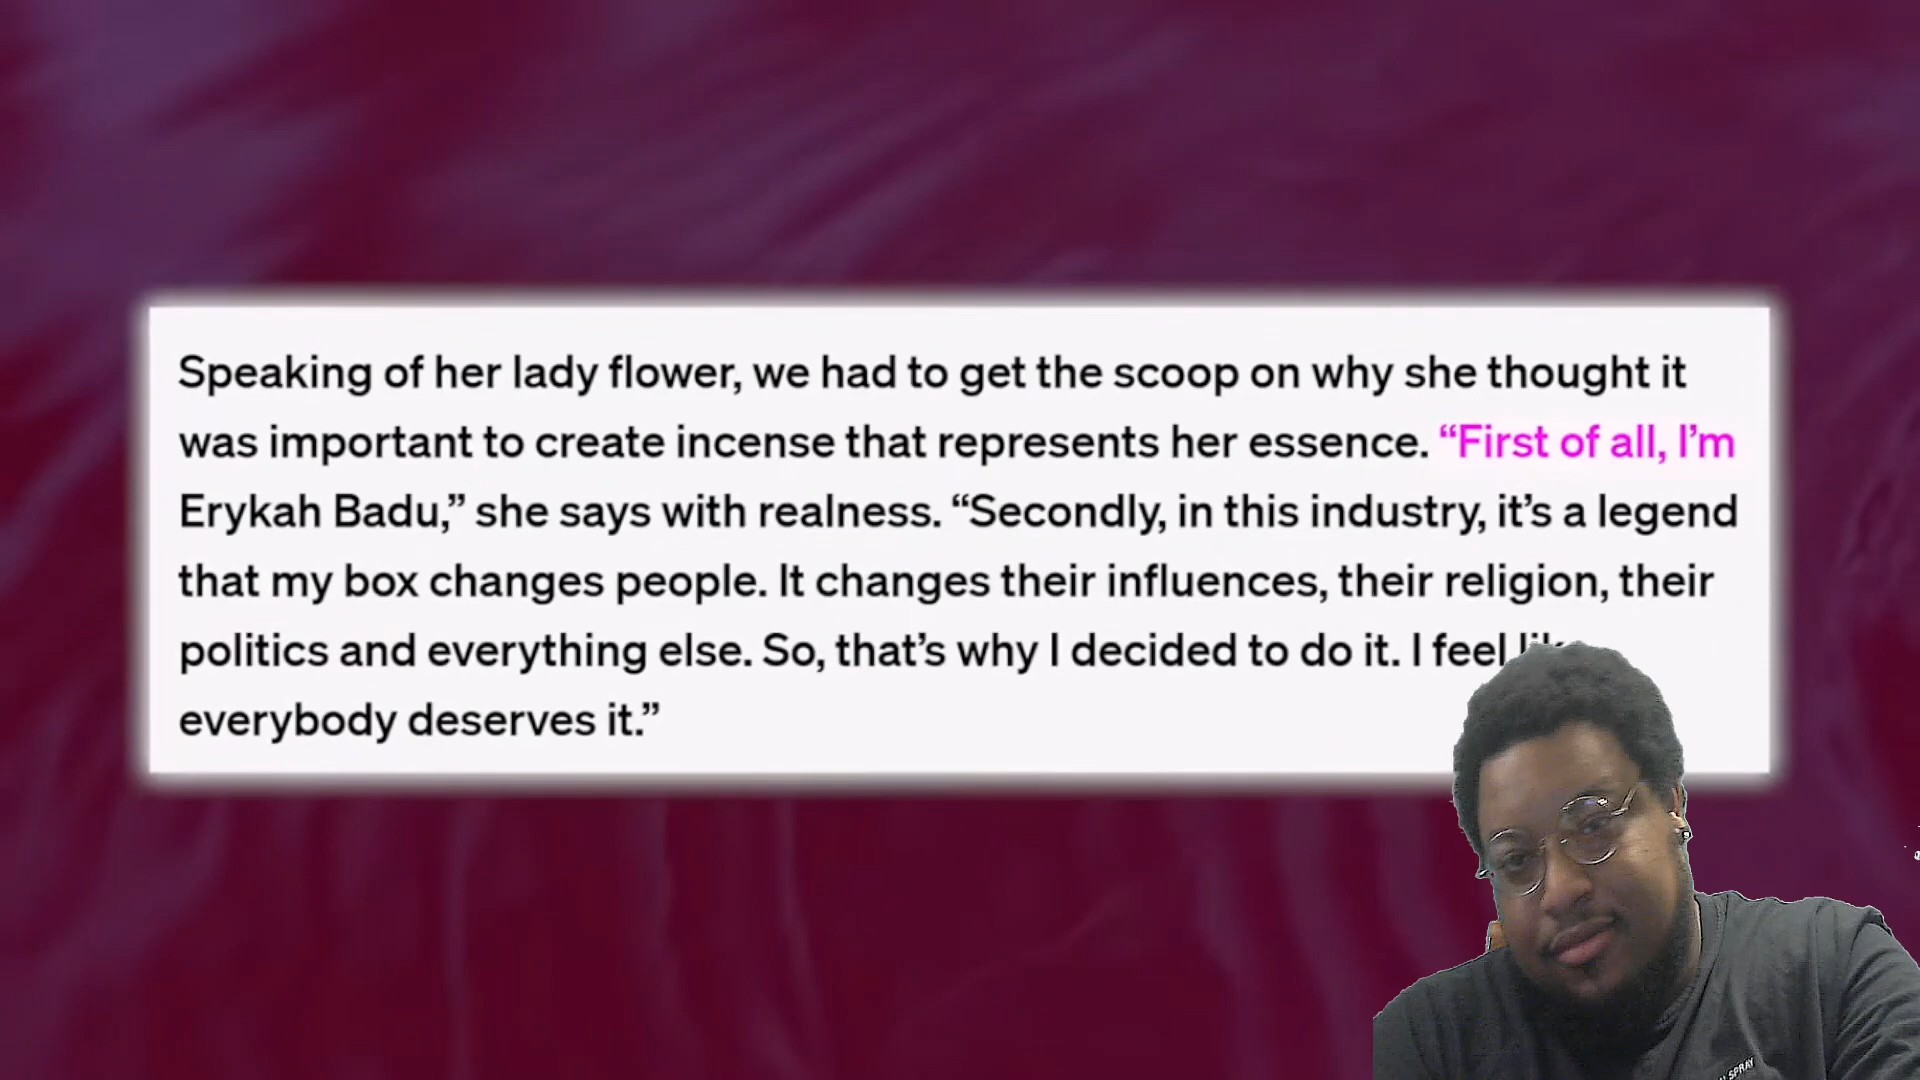 Speaking of her lady flower, we had to get the scoop on why she thought it
was important to create incense that represents her essence. “First of all, I’m
Erykah Badu,” she says with realness. “Secondly, in this industry, it’s a legend
that my box changes people. It changes their influences, their religion, their
politics and everything else. So, that’s why I decided to do it. I feel
everybody deserves it.”
SPRAY